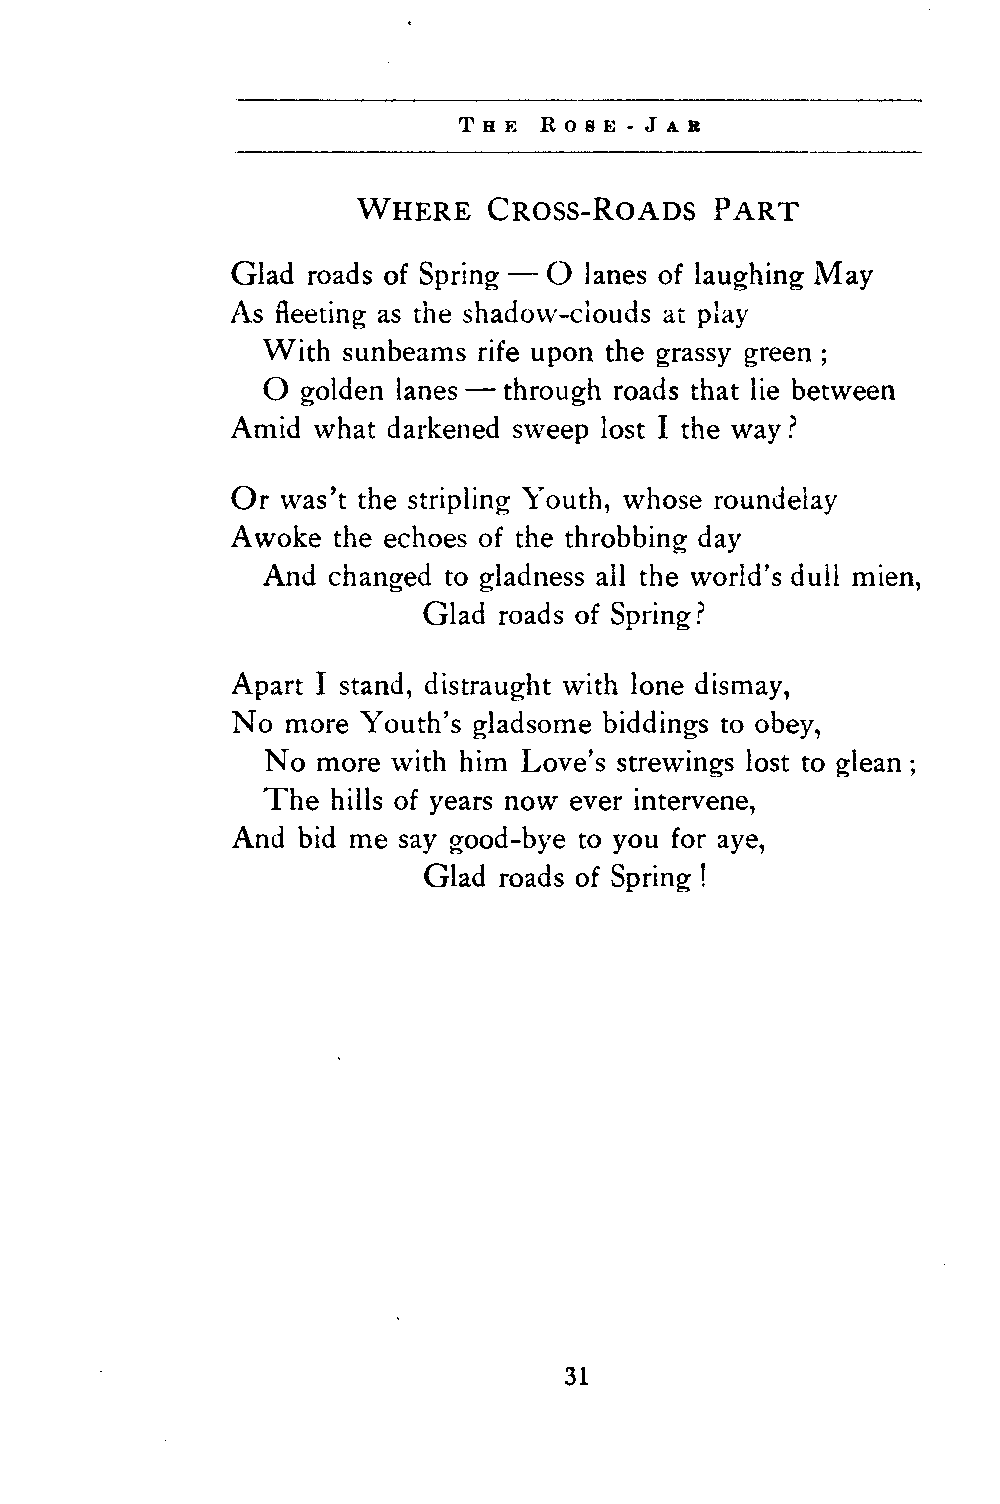 THE ROSE-JAR
WHERE CROSS-ROADS PART
Glad roads of Spring — O lanes of laughing May
As fleeting as the shadow-clouds at play
With sunbeams rife upon the grassy green ;
O golden lanes — through roads that lie between
Amid what darkened sweep lost I the way ?
Or was't the stripling Youth, whose roundelay
Awoke the echoes of the throbbing day
And changed to gladness all the world's dull mien,
Glad roads of Spring ?
Apart I stand, distraught with lone dismay,
No more Youth's gladsome biddings to obey,
No more with him Love's strewings lost to glean ;
The hills of years now ever intervene,
And bid me say good-bye to you for aye,
Glad roads of Spring !
31